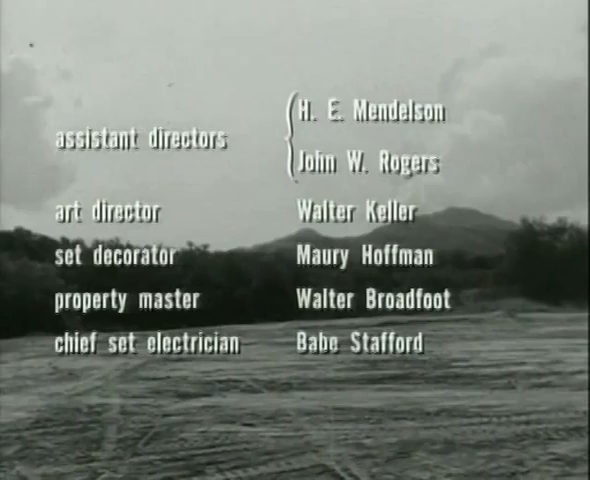 H. E. Mendelson
assistant directors
John W. Rogers
art director Walter Keller
set decorator Maury Hoffman
property master Walter Broadfoot
chief set electrician Babe Stafford